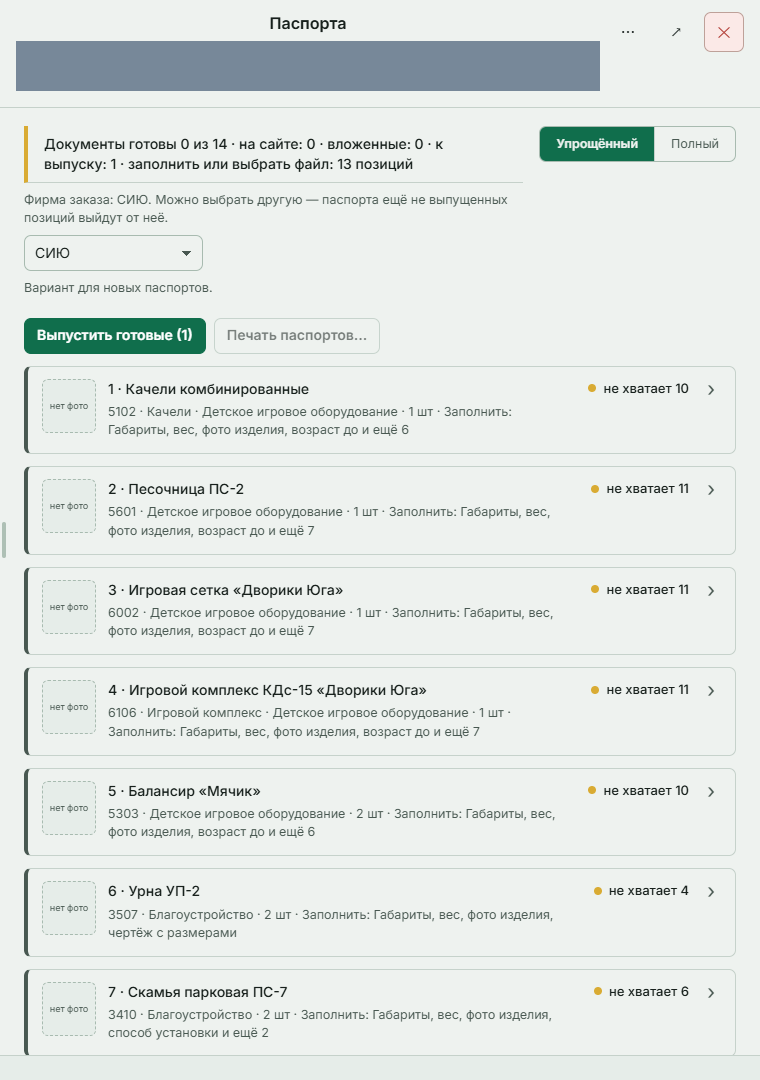 Паспорта
Документы готовы 0 из 14 · на сайте: 0 · вложенные: 0 · к
выпуску: 1 · заполнить или выбрать файл: 13 позиций
Упрощённый
Полный
Фирма заказа: СИЮ. Можно выбрать другую — паспорта ещё не выпущенных
позиций выйдут от неё.
СИЮ
Вариант для новых паспортов.
Выпустить готовые (1)
Печать паспортов...
нет фото
1 · Качели комбинированные
не хватает 10
5102 · Качели · Детское игровое оборудование · 1 шт · Заполнить:
Габариты, вес, фото изделия, возраст до и ещё 6
нет фото
2 · Песочница ПС-2
не хватает 11
5601 · Детское игровое оборудование · 1 шт · Заполнить: Габариты, вес,
фото изделия, возраст до и ещё 7
нет фото
3 · Игровая сетка «Дворики Юга»
не хватает 11
6002 · Детское игровое оборудование · 1 шт · Заполнить: Габариты, вес,
фото изделия, возраст до и ещё 7
нет фото
4 · Игровой комплекс КДс-15 «Дворики Юга»
не хватает 11
6106 · Игровой комплекс · Детское игровое оборудование · 1 шт ·
Заполнить: Габариты, вес, фото изделия, возраст до и ещё 7
нет фото
5 · Балансир «Мячик»
не хватает 10
5303 · Детское игровое оборудование · 2 шт · Заполнить: Габариты, вес,
фото изделия, возраст до и ещё 6
нет фото
6 · Урна УП-2
не хватает 4
3507 · Благоустройство · 2 шт · Заполнить: Габариты, вес, фото изделия,
чертёж с размерами
нет фото
7 · Скамья парковая ПС-7
не хватает 6
3410 · Благоустройство · 2 шт · Заполнить: Габариты, вес, фото изделия,
способ установки и ещё 2